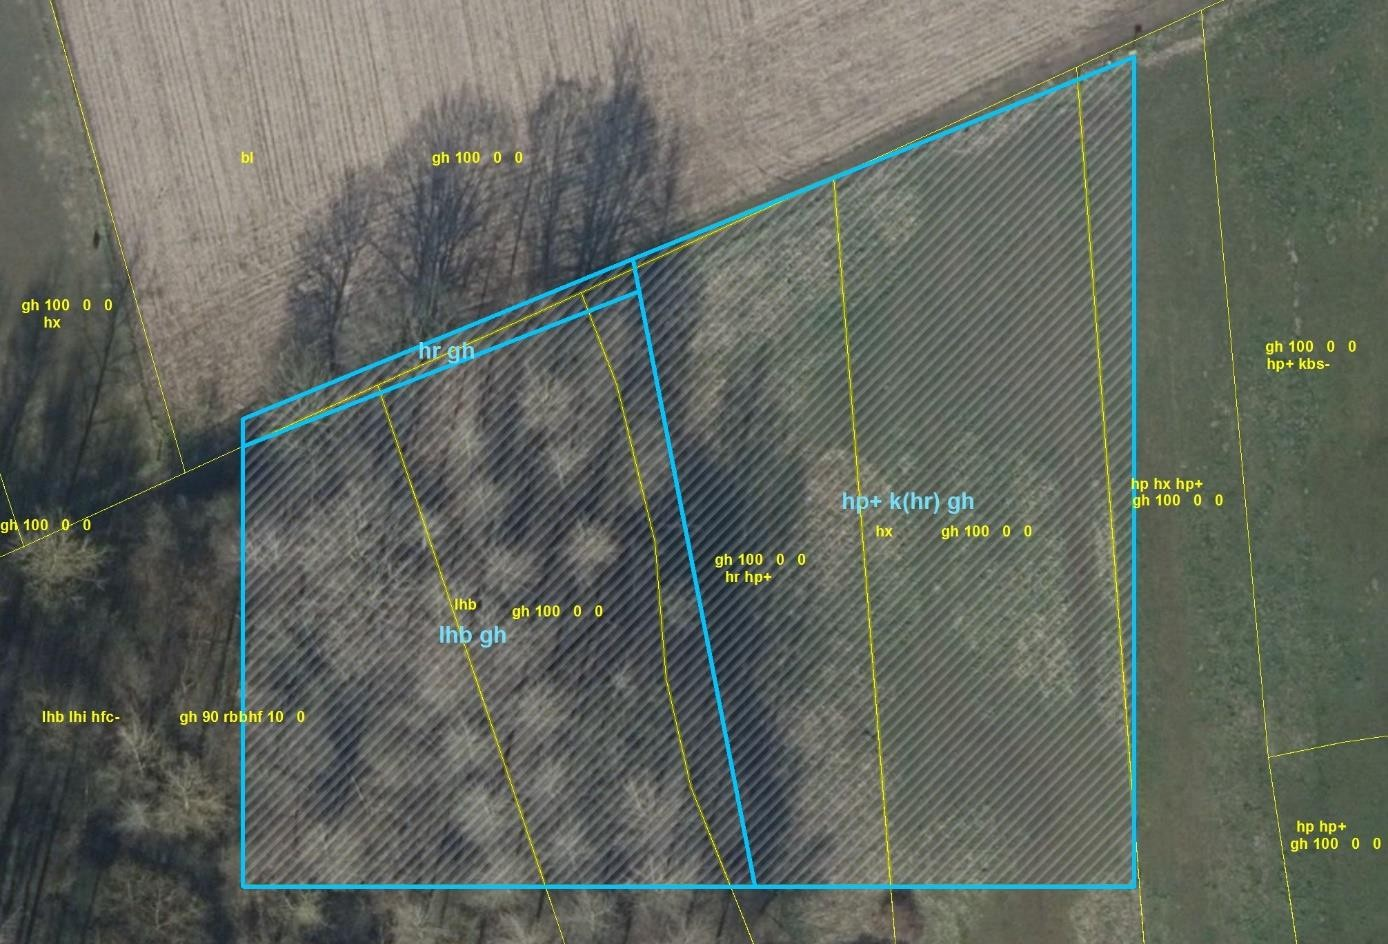 bl gh 100 0 0
gh 100 0 0
hx
hr gh
gh 100 0 0
hp+ kbs-
hp hx hp+
gh 100 0 0
hp+ k(hr) gh
hx gh 100 0 0
gh 100 0 0
gh 100 0 0
hr hp+
lhb gh 100 0 0
lhb gh
lhb lhi hfc- gh 90 rbbhf 10 0
hp hp+
gh 100 0 0